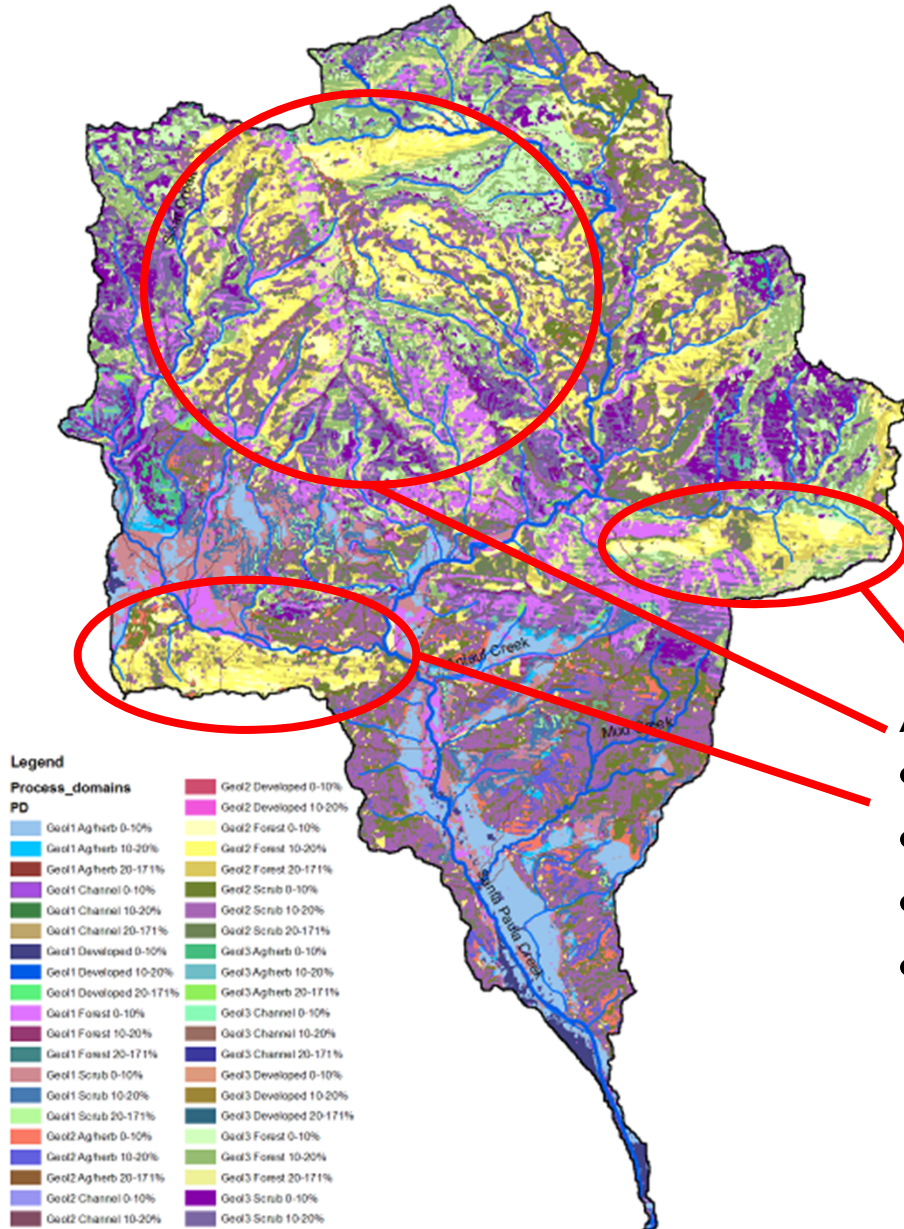 Sisar Creek
Anlauf Creek
Mud Creek
Santa Paula Creek
Legend
Process_domains
PD
Geol1 Ag/herb 0-10%
Geol1 Ag/herb 10-20%
Geol1 Ag/herb 20-171%
Geol1 Channel 0-10%
Geol1 Channel 10-20%
Geol1 Channel 20-171%
Geol1 Developed 0-10%
Geol1 Developed 10-20%
Geol1 Developed 20-171%
Geol1 Forest 0-10%
Geol1 Forest 10-20%
Geol1 Forest 20-171%
Geol1 Scrub 0-10%
Geol1 Scrub 10-20%
Geol1 Scrub 20-171%
Geol2 Ag/herb 0-10%
Geol2 Ag/herb 10-20%
Geol2 Ag/herb 20-171%
Geol2 Channel 0-10%
Geol2 Channel 10-20%
Geol2 Developed 0-10%
Geol2 Developed 10-20%
Geol2 Forest 0-10%
Geol2 Forest 10-20%
Geol2 Forest 20-171%
Geol2 Scrub 0-10%
Geol2 Scrub 10-20%
Geol2 Scrub 20-171%
Geol3 Ag/herb 0-10%
Geol3 Ag/herb 10-20%
Geol3 Ag/herb 20-171%
Geol3 Channel 0-10%
Geol3 Channel 10-20%
Geol3 Channel 20-171%
Geol3 Developed 0-10%
Geol3 Developed 10-20%
Geol3 Developed 20-171%
Geol3 Forest 0-10%
Geol3 Forest 10-20%
Geol3 Forest 20-171%
Geol3 Scrub 0-10%
Geol3 Scrub 10-20%